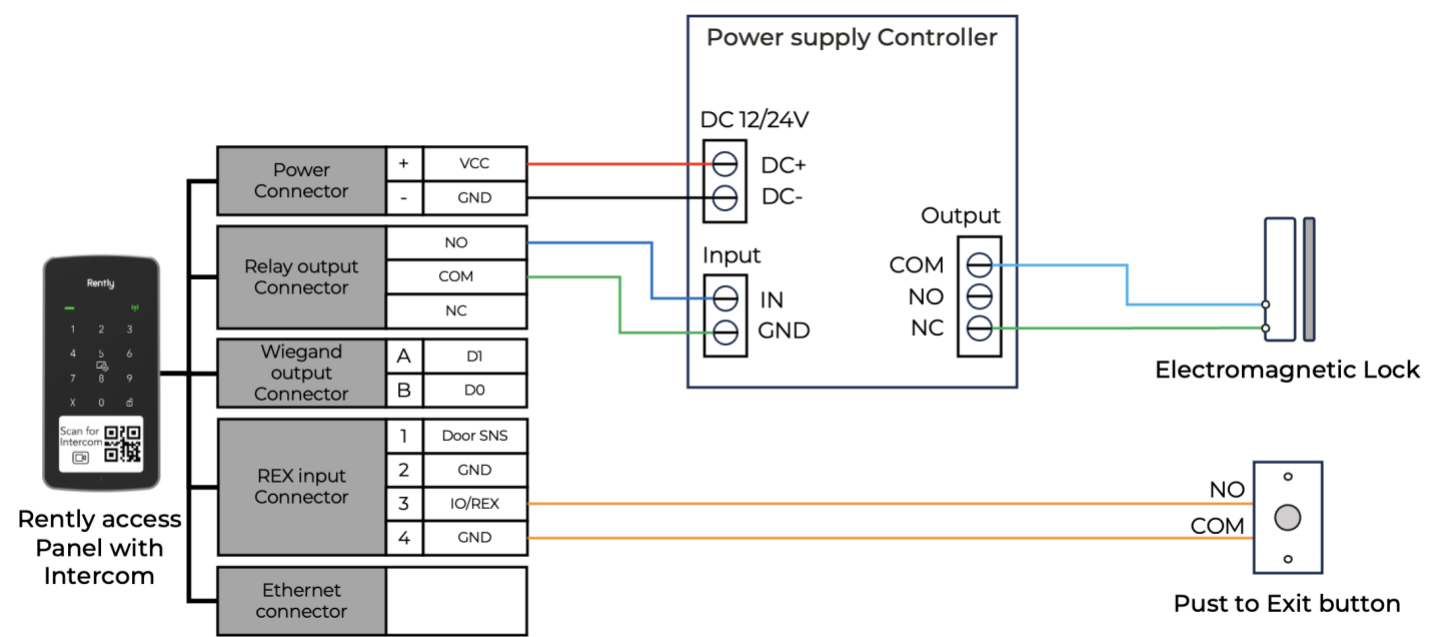 Power supply Controller
DC 12/24V
DC+
DC-
Input
IN
GND
Output
COM
NO
NC
Electromagnetic Lock
Power
Connector
+
VCC
-
GND
Relay output
Connector
NO
COM
NC
Wiegand
output
Connector
A
D1
B
D0
REX input
Connector
1
Door SNS
2
GND
3
IO/REX
4
GND
Ethernet
connector
Rently
1 2 3
4 5 6
7 8 9
X 0
Scan for
Intercom
Rently access
Panel with
Intercom
NO
COM
Pust to Exit button